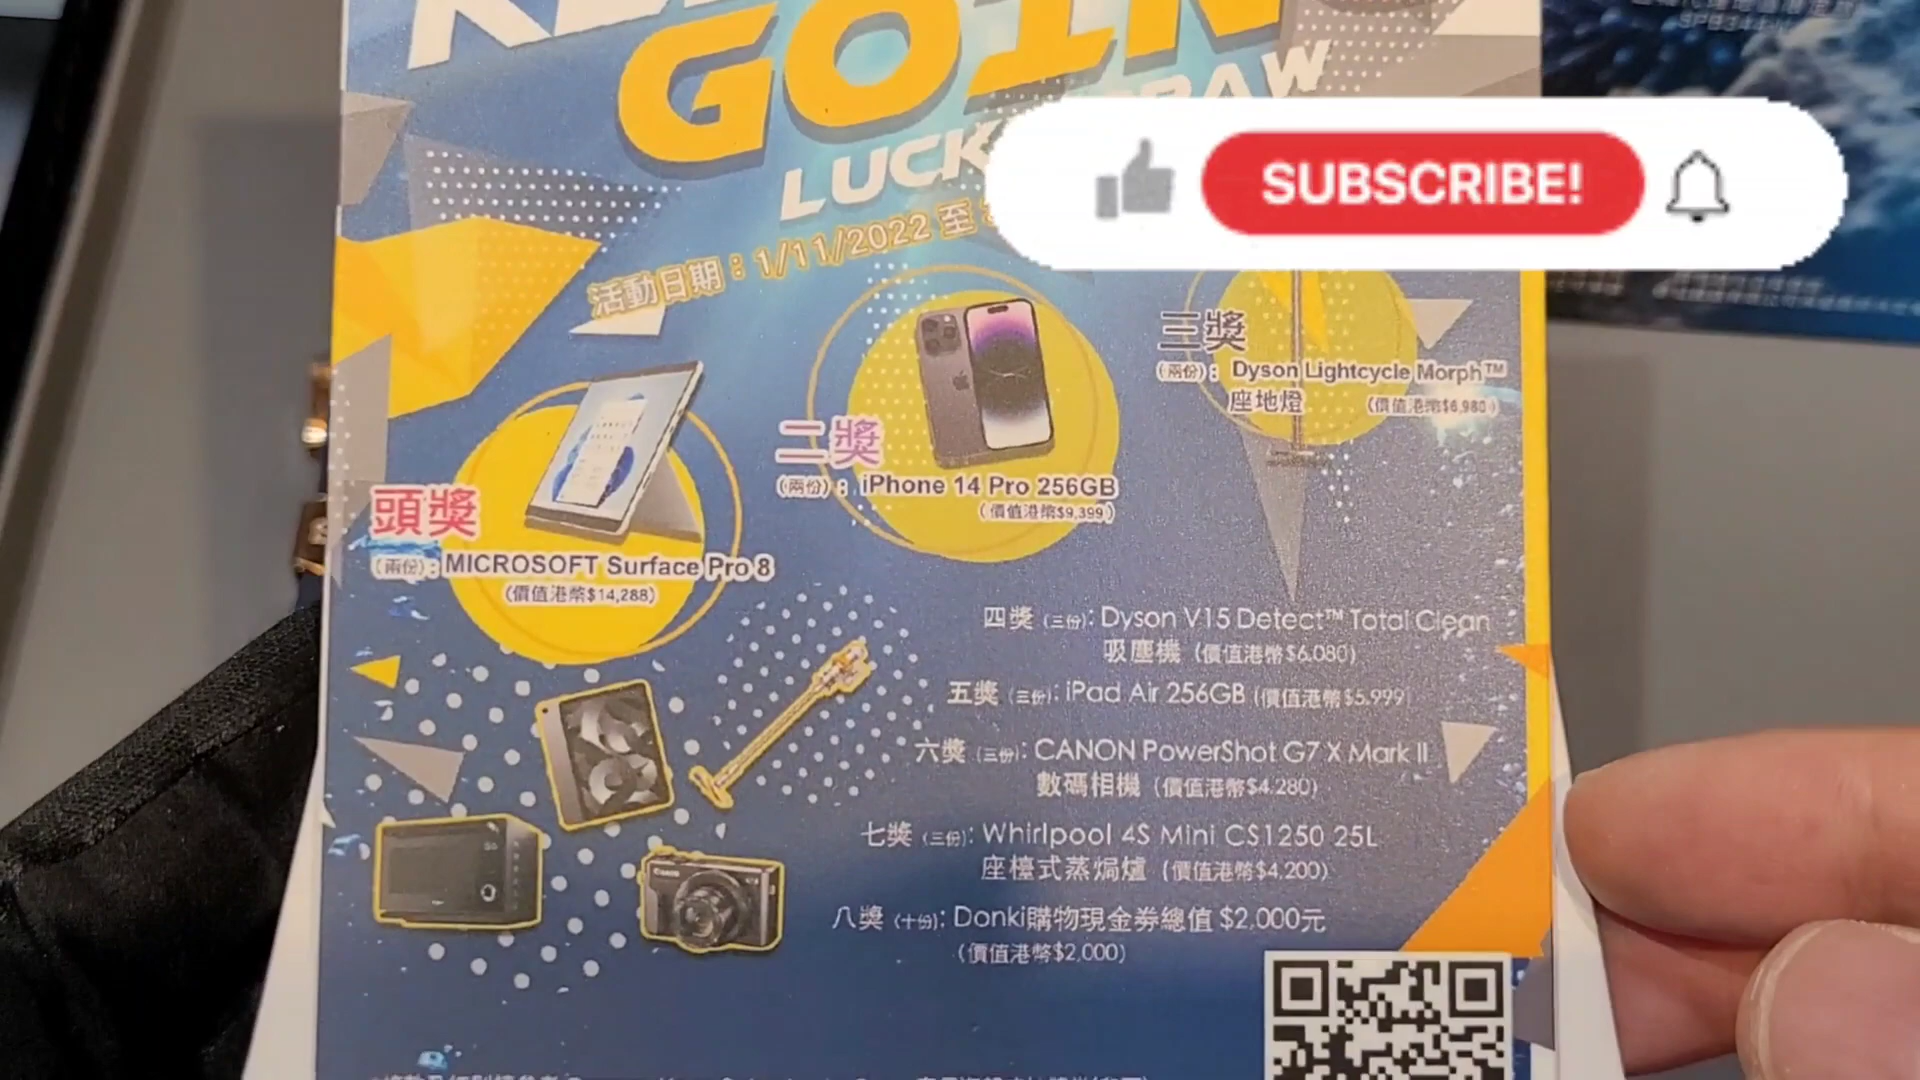 GOIN
LUCK
RAW
SUBSCRIBE!
活動日期：1/11/2022 至
三獎
(兩份)： Dyson Lightcycle Morph™
座地燈 (價值港幣$6,980)
二獎
(兩份)： iPhone 14 Pro 256GB
(價值港幣$9,399)
頭獎
(兩份)： MICROSOFT Surface Pro 8
(價值港幣$14,288)
四獎 (三份)： Dyson V15 Detect™ Total Clean
吸塵機 (價值港幣$6,080)
五獎 (三份)： iPad Air 256GB (價值港幣$5,999)
六獎 (三份)： CANON PowerShot G7 X Mark II
數碼相機 (價值港幣$4,280)
七獎 (三份)： Whirlpool 4S Mini CS1250 25L
座檯式蒸焗爐 (價值港幣$4,200)
八獎 (十份)： Donki購物現金券總值 $2,000元
(價值港幣$2,000)